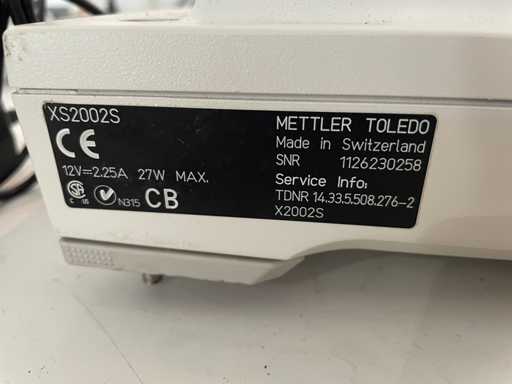 XS2002S
CE
12V⎓2.25A 27W MAX.
C US N315 CB
METTLER TOLEDO
Made in Switzerland
SNR 1126230258
Service Info:
TDNR 14.33.5.508.276-2
X2002S